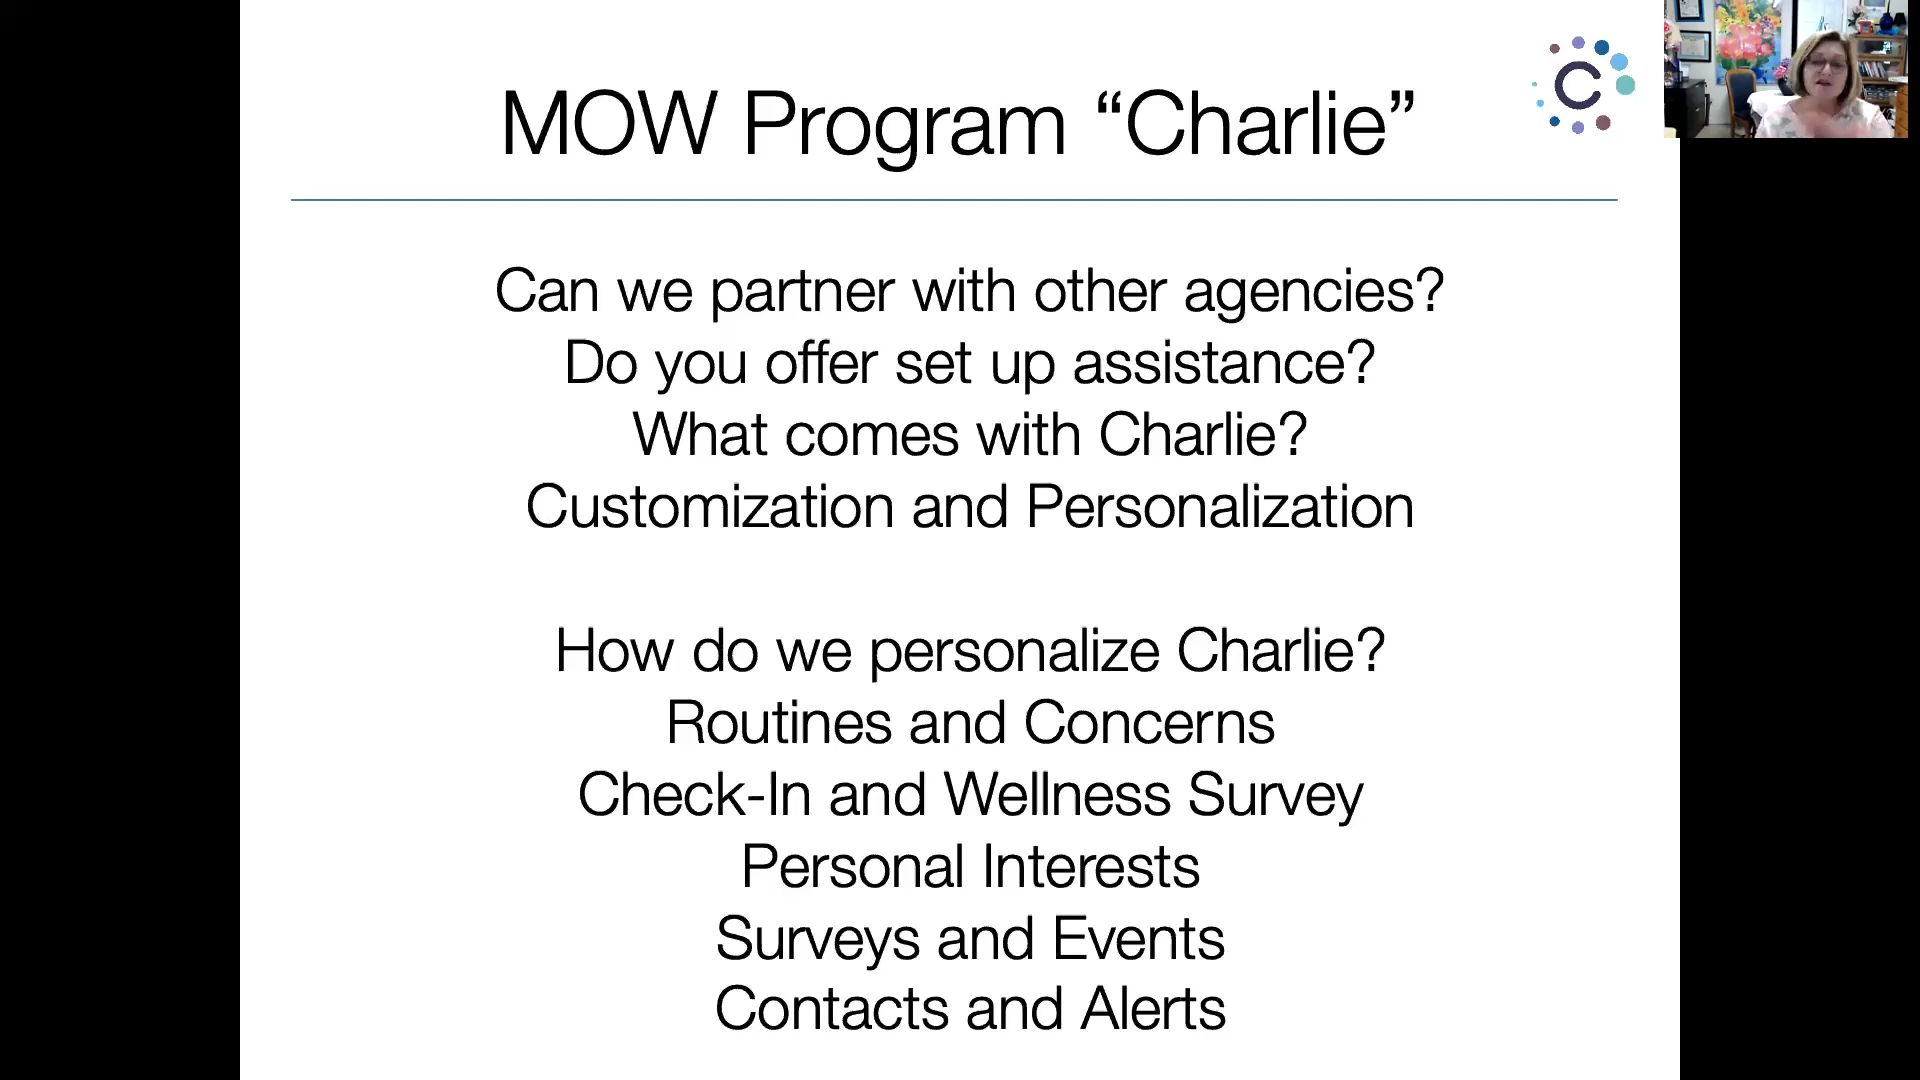 MOW Program “Charlie”
C
Can we partner with other agencies?
Do you offer set up assistance?
What comes with Charlie?
Customization and Personalization
How do we personalize Charlie?
Routines and Concerns
Check-In and Wellness Survey
Personal Interests
Surveys and Events
Contacts and Alerts